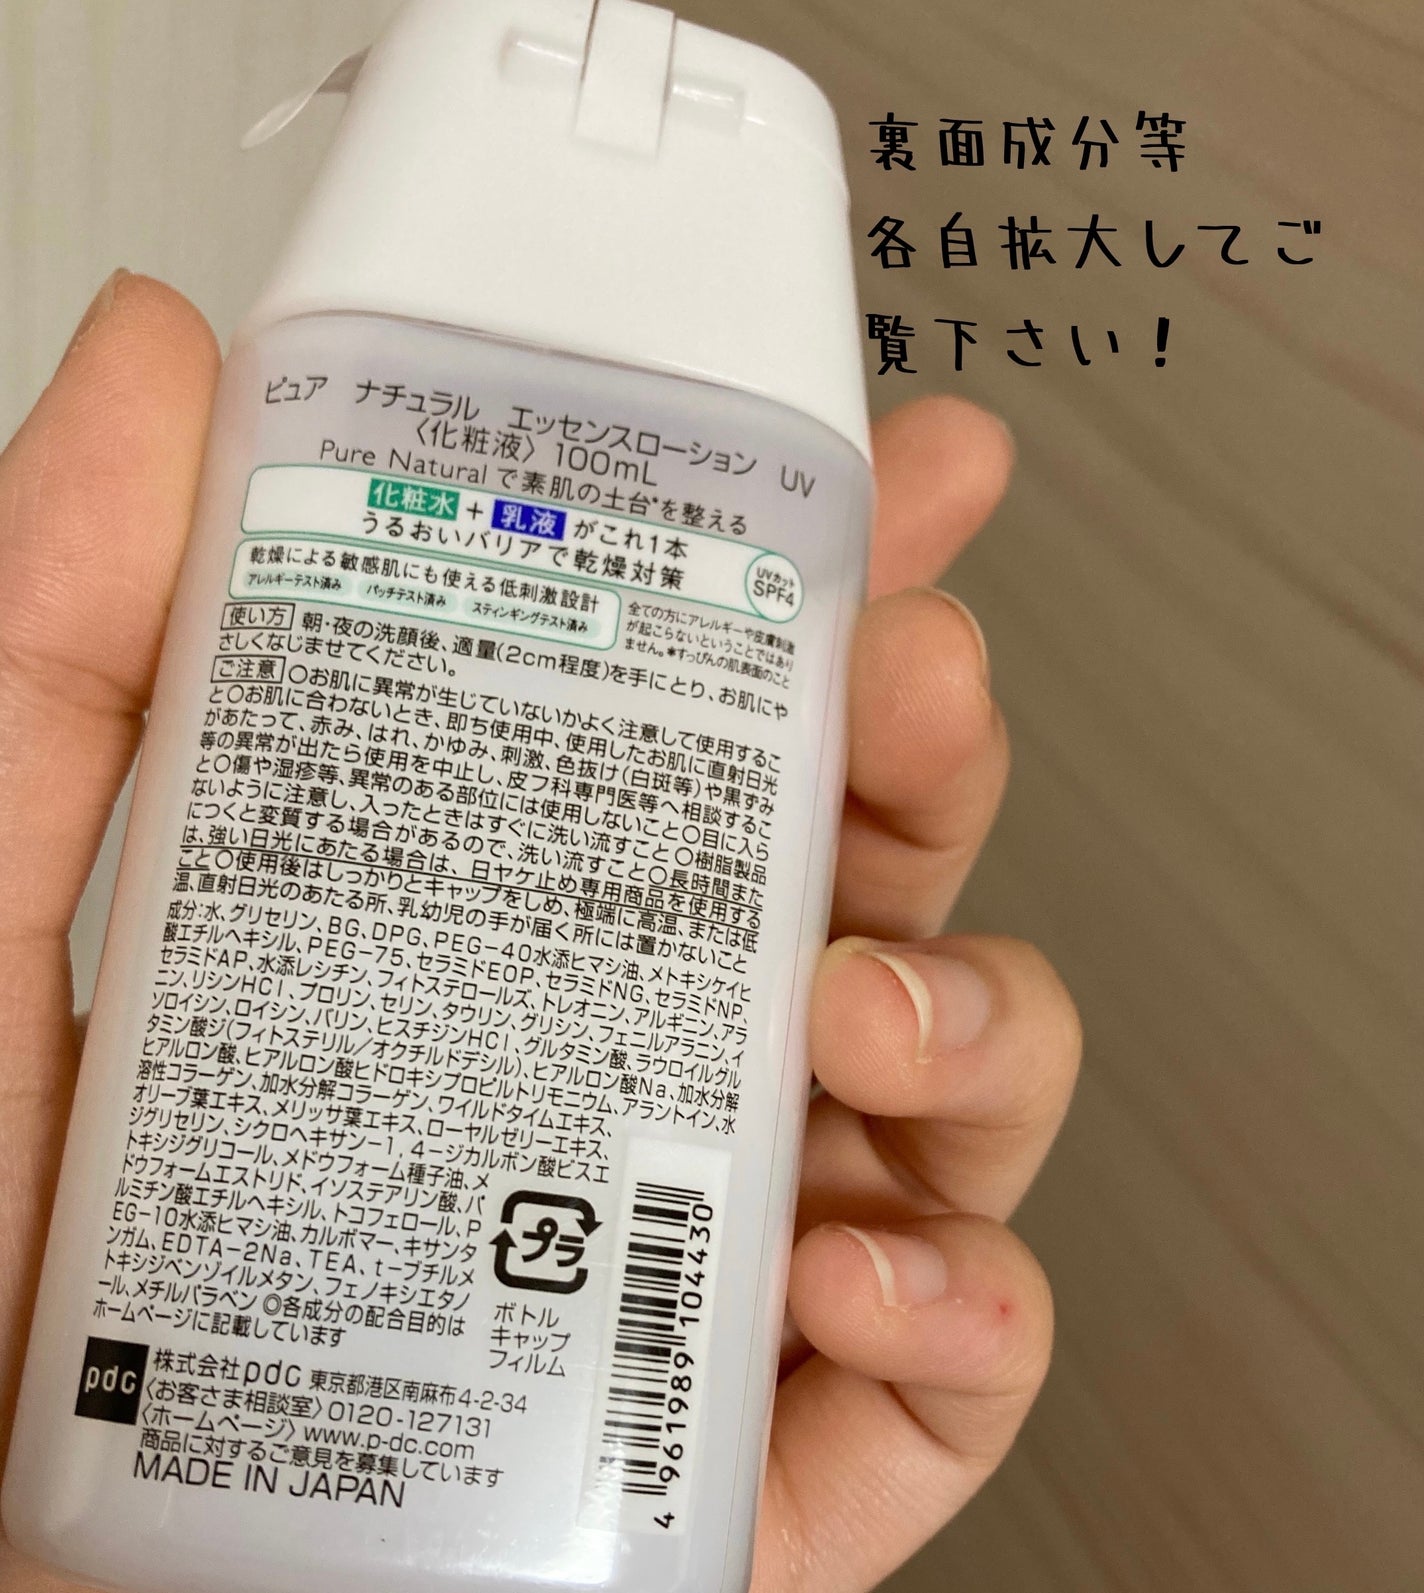 裏面成分等
各自拡大してご
覧下さい！
ピュア ナチュラル エッセンスローション UV
〈化粧液〉100mL
Pure Naturalで素肌の土台*を整える
化粧水+乳液がこれ1本
うるおいバリアで乾燥対策
UVカット
SPF4
乾燥による敏感肌にも使える低刺激設計
アレルギーテスト済み パッチテスト済み スティンギングテスト済み
全ての方にアレルギーや皮膚刺激
が起こらないということではあり
ません。*すっぴんの肌表面のこと
使い方 朝・夜の洗顔後、適量(2cm程度)を手にとり、お肌にや
さしくなじませてください。
ご注意 〇お肌に異常が生じていないかよく注意して使用するこ
と〇お肌に合わないとき、即ち使用中、使用したお肌に直射日光
があたって、赤み、はれ、かゆみ、刺激、色抜け(白斑等)や黒ずみ
等の異常が出たら使用を中止し、皮フ科専門医等へ相談するこ
と〇傷や湿疹等、異常のある部位には使用しないこと〇目に入ら
ないように注意し、入ったときはすぐに洗い流すこと〇樹脂製品
につくと変質する場合があるので、洗い流すこと〇長時間また
は、強い日光にあたる場合は、日ヤケ止め専用商品を使用する
こと〇使用後はしっかりとキャップをしめ、極端に高温、または低
温、直射日光のあたる所、乳幼児の手が届く所には置かないこと
成分:水、グリセリン、BG、DPG、PEG-40水添ヒマシ油、メトキシケイヒ
酸エチルヘキシル、PEG-75、セラミドEOP、セラミドNG、セラミドNP、
セラミドAP、水添レシチン、フィトステロールズ、トレオニン、アルギニン、アラ
ニン、リシンHCl、プロリン、セリン、タウリン、グリシン、フェニルアラニン、イ
ソロイシン、ロイシン、バリン、ヒスチジンHCl、グルタミン酸、ラウロイルグル
タミン酸ジ(フィトステリル/オクチルドデシル)、ヒアルロン酸Na、加水分解
ヒアルロン酸、ヒアルロン酸ヒドロキシプロピルトリモニウム、アラントイン、水
溶性コラーゲン、加水分解コラーゲン、ワイルドタイムエキス、
オリーブ葉エキス、メリッサ葉エキス、ローヤルゼリーエキス、
ジグリセリン、シクロヘキサン-1,4-ジカルボン酸ビスエ
トキシジグリコール、メドウフォーム種子油、メ
ドウフォームエストリド、イソステアリン酸、パ
ルミチン酸エチルヘキシル、トコフェロール、P
EG-10水添ヒマシ油、カルボマー、キサンタ
ンガム、EDTA-2Na、TEA、t-ブチルメ
トキシジベンゾイルメタン、フェノキシエタノ
ール、メチルパラベン ◎各成分の配合目的は
ホームページに記載しています
プラ
ボトル
キャップ
フィルム
4 961989 104430
pdc
株式会社pdc 東京都港区南麻布4-2-34
〈お客さま相談室〉0120-127131
〈ホームページ〉www.p-dc.com
商品に対するご意見を募集しています
MADE IN JAPAN